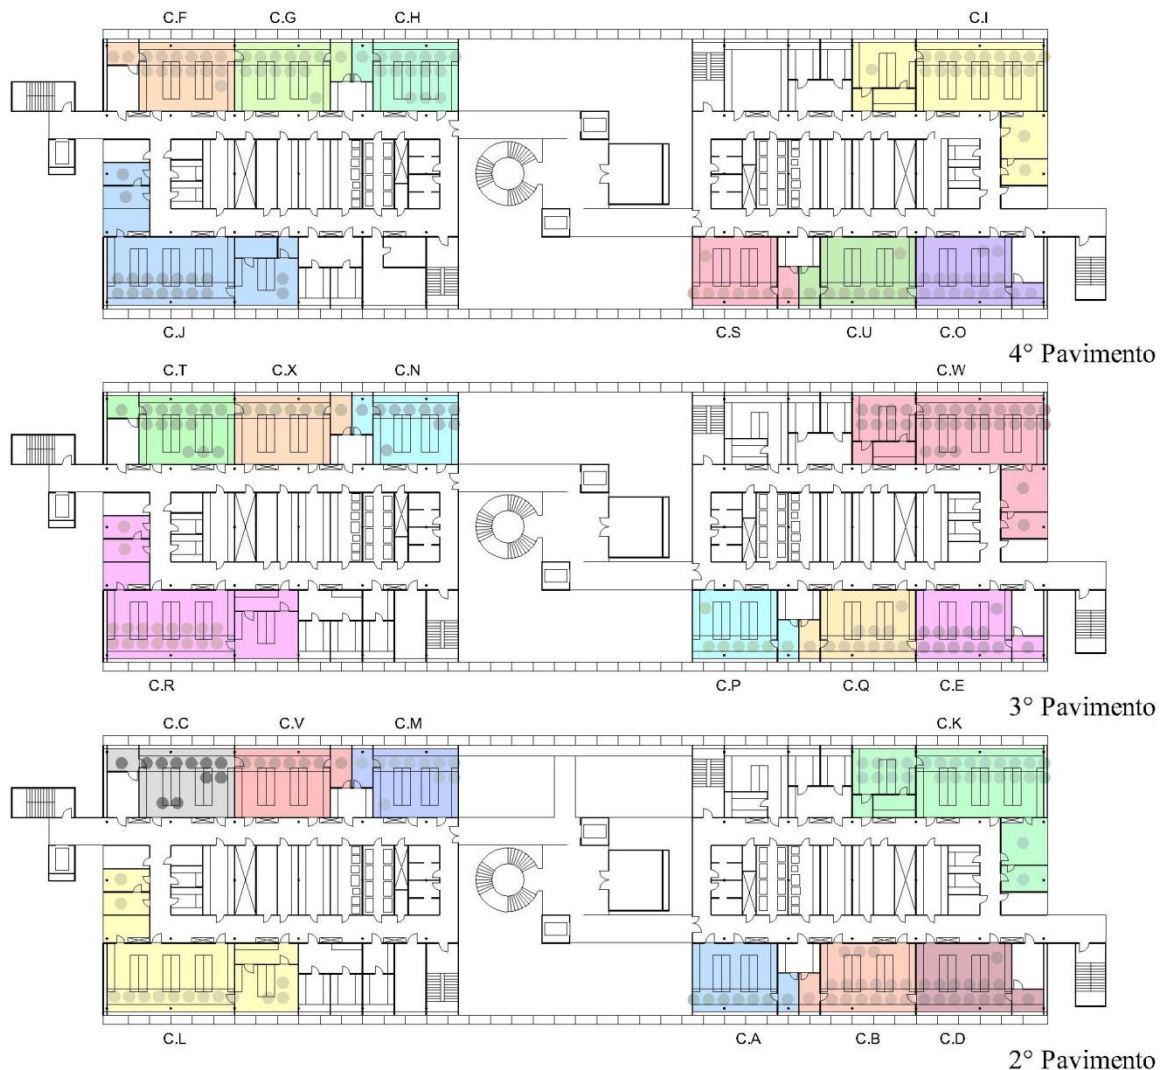 C.F C.G C.H C.I
C.J C.S C.U C.O
4° Pavimento
C.T C.X C.N C.W
C.R C.P C.Q C.E
3° Pavimento
C.C C.V C.M C.K
C.L C.A C.B C.D
2° Pavimento